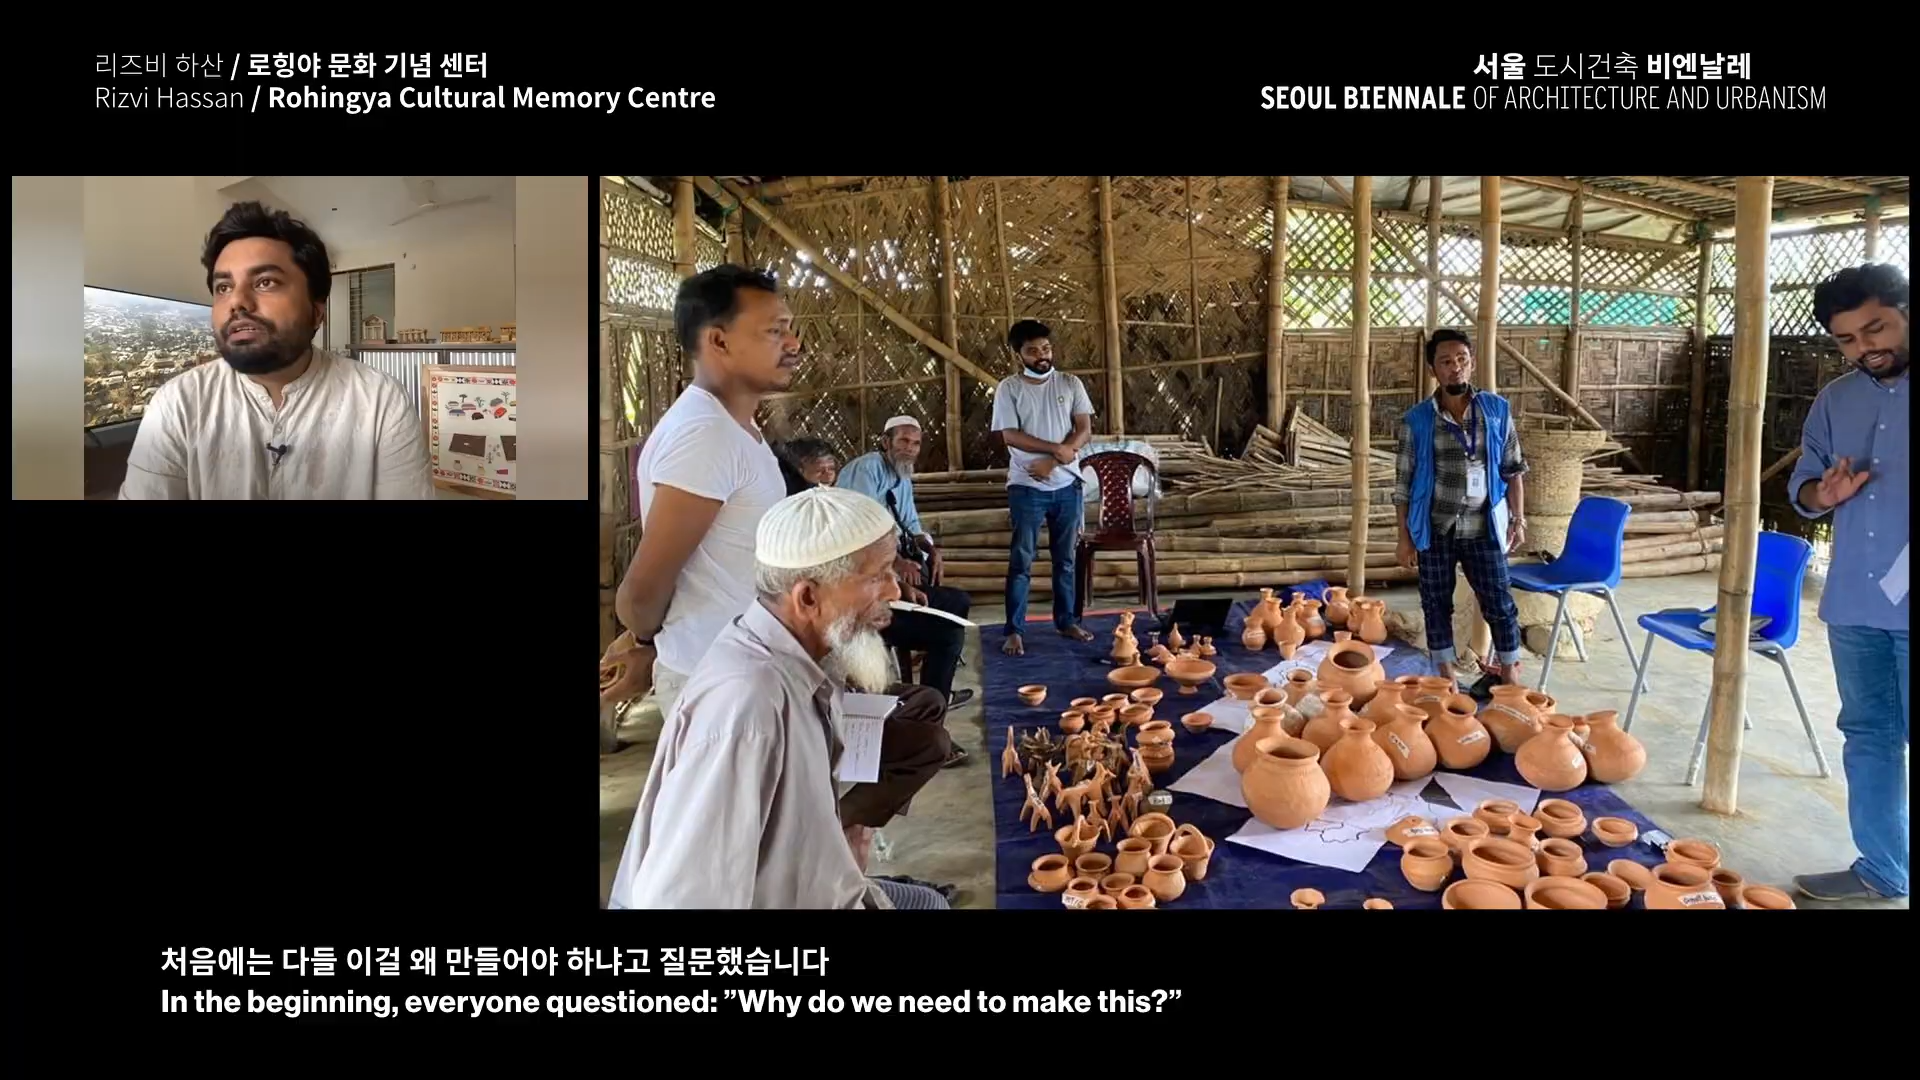 리즈비 하산 / 로힝야 문화 기념 센터
Rizvi Hassan / Rohingya Cultural Memory Centre
서울 도시건축 비엔날레
SEOUL BIENNALE OF ARCHITECTURE AND URBANISM
처음에는 다들 이걸 왜 만들어야 하냐고 질문했습니다
In the beginning, everyone questioned: ”Why do we need to make this?”